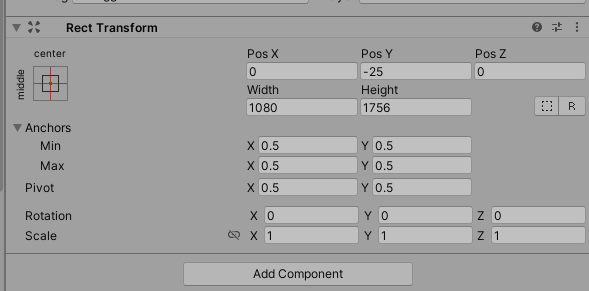 Rect Transform
center
middle
Pos X Pos Y Pos Z
0 -25 0
Width Height
1080 1756
R
Anchors
Min X 0.5 Y 0.5
Max X 0.5 Y 0.5
Pivot X 0.5 Y 0.5
Rotation X 0 Y 0 Z 0
Scale X 1 Y 1 Z 1
Add Component